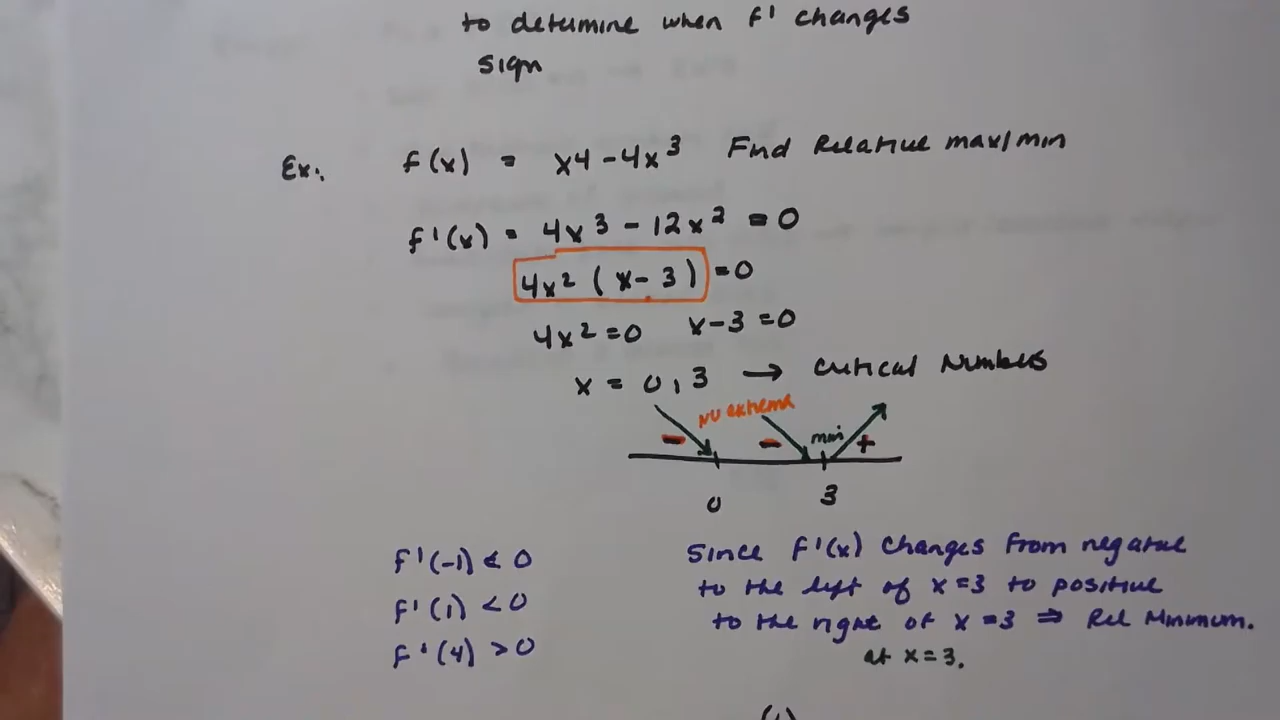 to determine when f' changes
sign
Ex:. f(x) = x4 - 4x³ Find Relative max/min
f'(x) = 4x³ - 12x² = 0
4x² (x - 3) = 0
4x² = 0 x - 3 = 0
x = 0, 3 → Critical Numbers
No extrema
- - min +
0 3
f'(-1) < 0 Since f'(x) changes from negative
to the left of x = 3 to positive
f'(1) < 0 to the right of x = 3 ⇒ Rel Minimum.
f'(4) > 0 at x = 3.